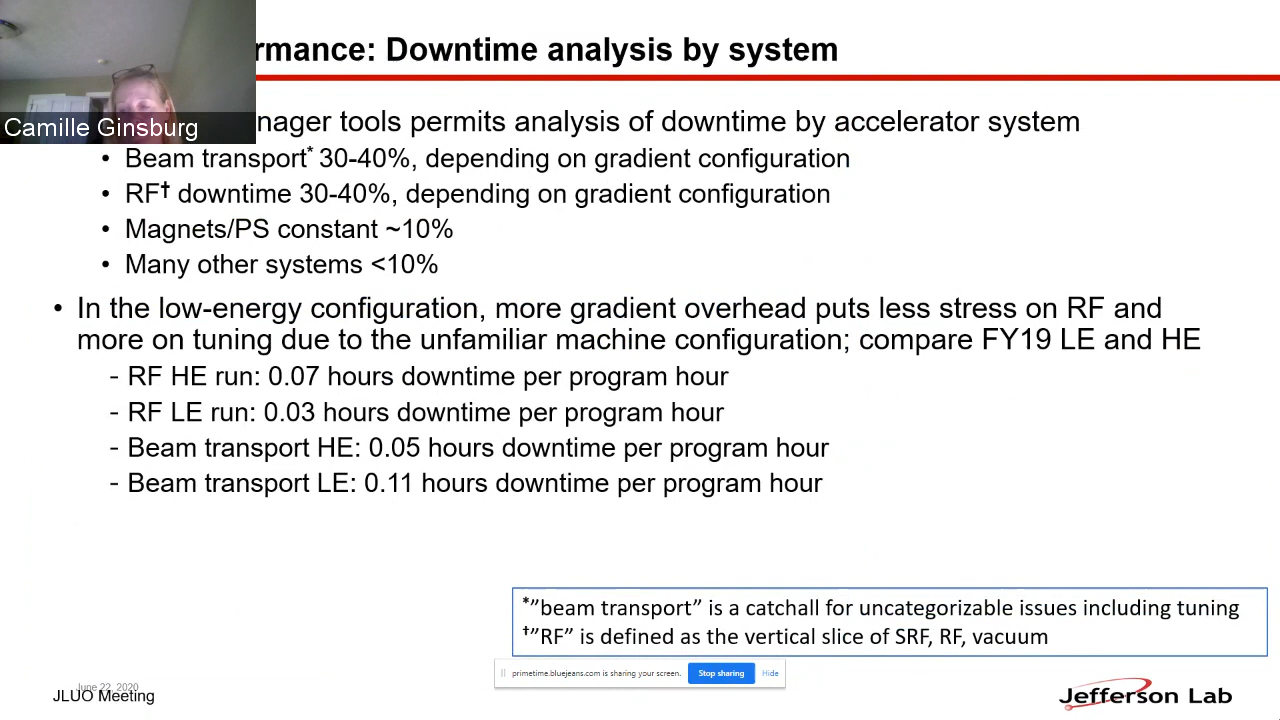 rmance: Downtime analysis by system
Camille Ginsburg
nager tools permits analysis of downtime by accelerator system
• Beam transport* 30-40%, depending on gradient configuration
• RF† downtime 30-40%, depending on gradient configuration
• Magnets/PS constant ~10%
• Many other systems <10%
• In the low-energy configuration, more gradient overhead puts less stress on RF and
more on tuning due to the unfamiliar machine configuration; compare FY19 LE and HE
- RF HE run: 0.07 hours downtime per program hour
- RF LE run: 0.03 hours downtime per program hour
- Beam transport HE: 0.05 hours downtime per program hour
- Beam transport LE: 0.11 hours downtime per program hour
*”beam transport” is a catchall for uncategorizable issues including tuning
†”RF” is defined as the vertical slice of SRF, RF, vacuum
primetime.bluejeans.com is sharing your screen. Stop sharing Hide
June 22, 2020
JLUO Meeting
Jefferson Lab